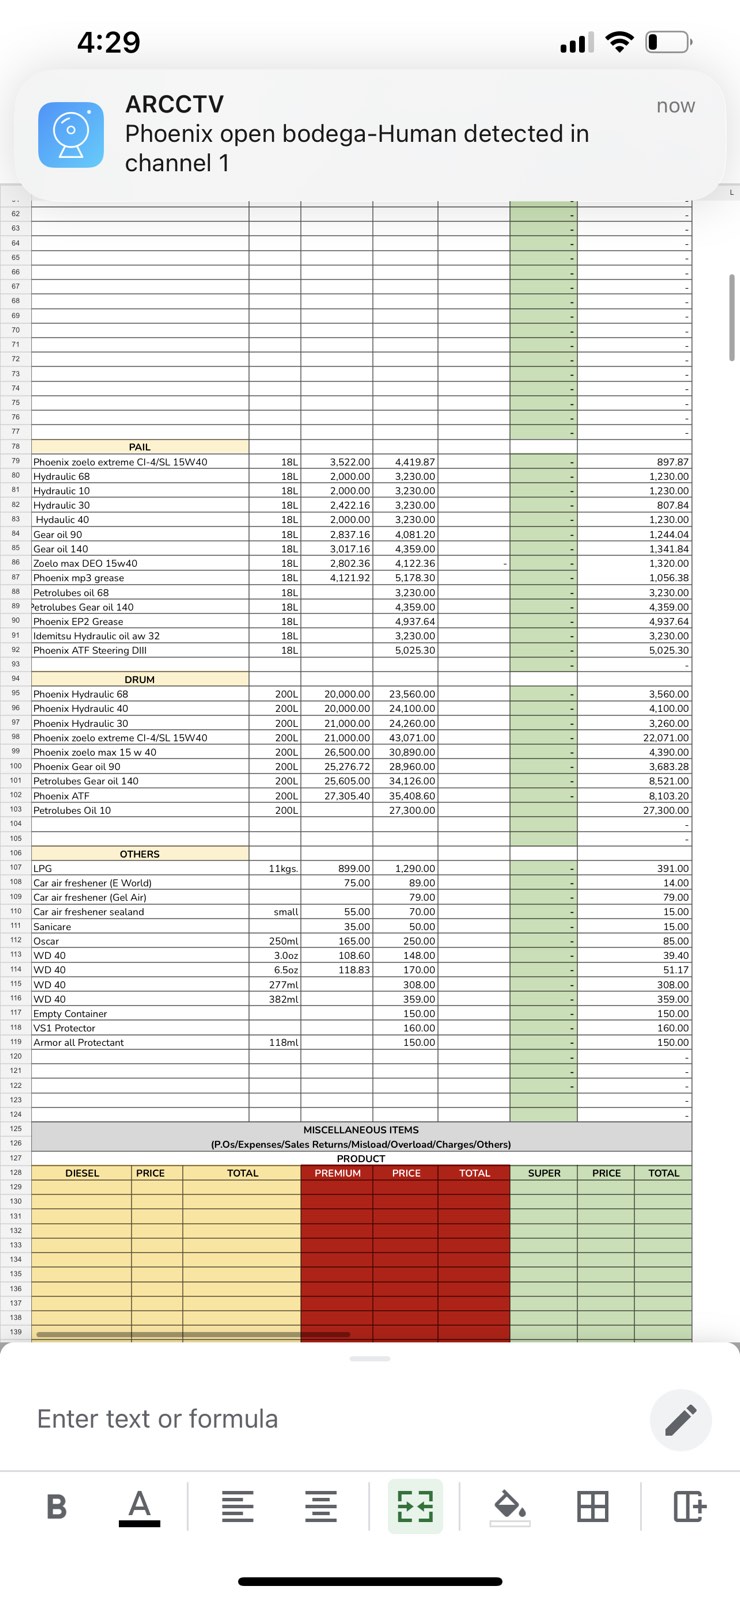 4:29
ARCCTV now
Phoenix open bodega-Human detected in
channel 1
L
62 - -
63 - -
64 - -
65 - -
66 - -
67 - -
68 - -
69 - -
70 - -
71 - -
72 - -
73 - -
74 - -
75 - -
76 - -
77 - -
78 PAIL
79 Phoenix zoelo extreme CI-4/SL 15W40 18L 3,522.00 4,419.87 - 897.87
80 Hydraulic 68 18L 2,000.00 3,230.00 - 1,230.00
81 Hydraulic 10 18L 2,000.00 3,230.00 - 1,230.00
82 Hydraulic 30 18L 2,422.16 3,230.00 - 807.84
83 Hydaulic 40 18L 2,000.00 3,230.00 - 1,230.00
84 Gear oil 90 18L 2,837.16 4,081.20 - 1,244.04
85 Gear oil 140 18L 3,017.16 4,359.00 - 1,341.84
86 Zoelo max DEO 15w40 18L 2,802.36 4,122.36 - - 1,320.00
87 Phoenix mp3 grease 18L 4,121.92 5,178.30 - 1,056.38
88 Petrolubes oil 68 18L 3,230.00 - 3,230.00
89 Petrolubes Gear oil 140 18L 4,359.00 - 4,359.00
90 Phoenix EP2 Grease 18L 4,937.64 - 4,937.64
91 Idemitsu Hydraulic oil aw 32 18L 3,230.00 - 3,230.00
92 Phoenix ATF Steering DIII 18L 5,025.30 - 5,025.30
93 - -
94 DRUM
95 Phoenix Hydraulic 68 200L 20,000.00 23,560.00 - 3,560.00
96 Phoenix Hydraulic 40 200L 20,000.00 24,100.00 - 4,100.00
97 Phoenix Hydraulic 30 200L 21,000.00 24,260.00 - 3,260.00
98 Phoenix zoelo extreme CI-4/SL 15W40 200L 21,000.00 43,071.00 - 22,071.00
99 Phoenix zoelo max 15 w 40 200L 26,500.00 30,890.00 - 4,390.00
100 Phoenix Gear oil 90 200L 25,276.72 28,960.00 - 3,683.28
101 Petrolubes Gear oil 140 200L 25,605.00 34,126.00 - 8,521.00
102 Phoenix ATF 200L 27,305.40 35,408.60 - 8,103.20
103 Petrolubes Oil 10 200L 27,300.00 27,300.00
104 -
105 -
106 OTHERS
107 LPG 11kgs. 899.00 1,290.00 - 391.00
108 Car air freshener (E World) 75.00 89.00 - 14.00
109 Car air freshener (Gel Air) 79.00 - 79.00
110 Car air freshener sealand small 55.00 70.00 - 15.00
111 Sanicare 35.00 50.00 - 15.00
112 Oscar 250ml 165.00 250.00 - 85.00
113 WD 40 3.0oz 108.60 148.00 - 39.40
114 WD 40 6.5oz 118.83 170.00 - 51.17
115 WD 40 277ml 308.00 - 308.00
116 WD 40 382ml 359.00 - 359.00
117 Empty Container 150.00 - 150.00
118 VS1 Protector 160.00 - 160.00
119 Armor all Protectant 118ml 150.00 - 150.00
120 - -
121 - -
122 - -
123 -
124 -
125 MISCELLANEOUS ITEMS
126 (P.Os/Expenses/Sales Returns/Misload/Overload/Charges/Others)
127 PRODUCT
128 DIESEL PRICE TOTAL PREMIUM PRICE TOTAL SUPER PRICE TOTAL
129
130
131
132
133
134
135
136
137
138
139
Enter text or formula
B A